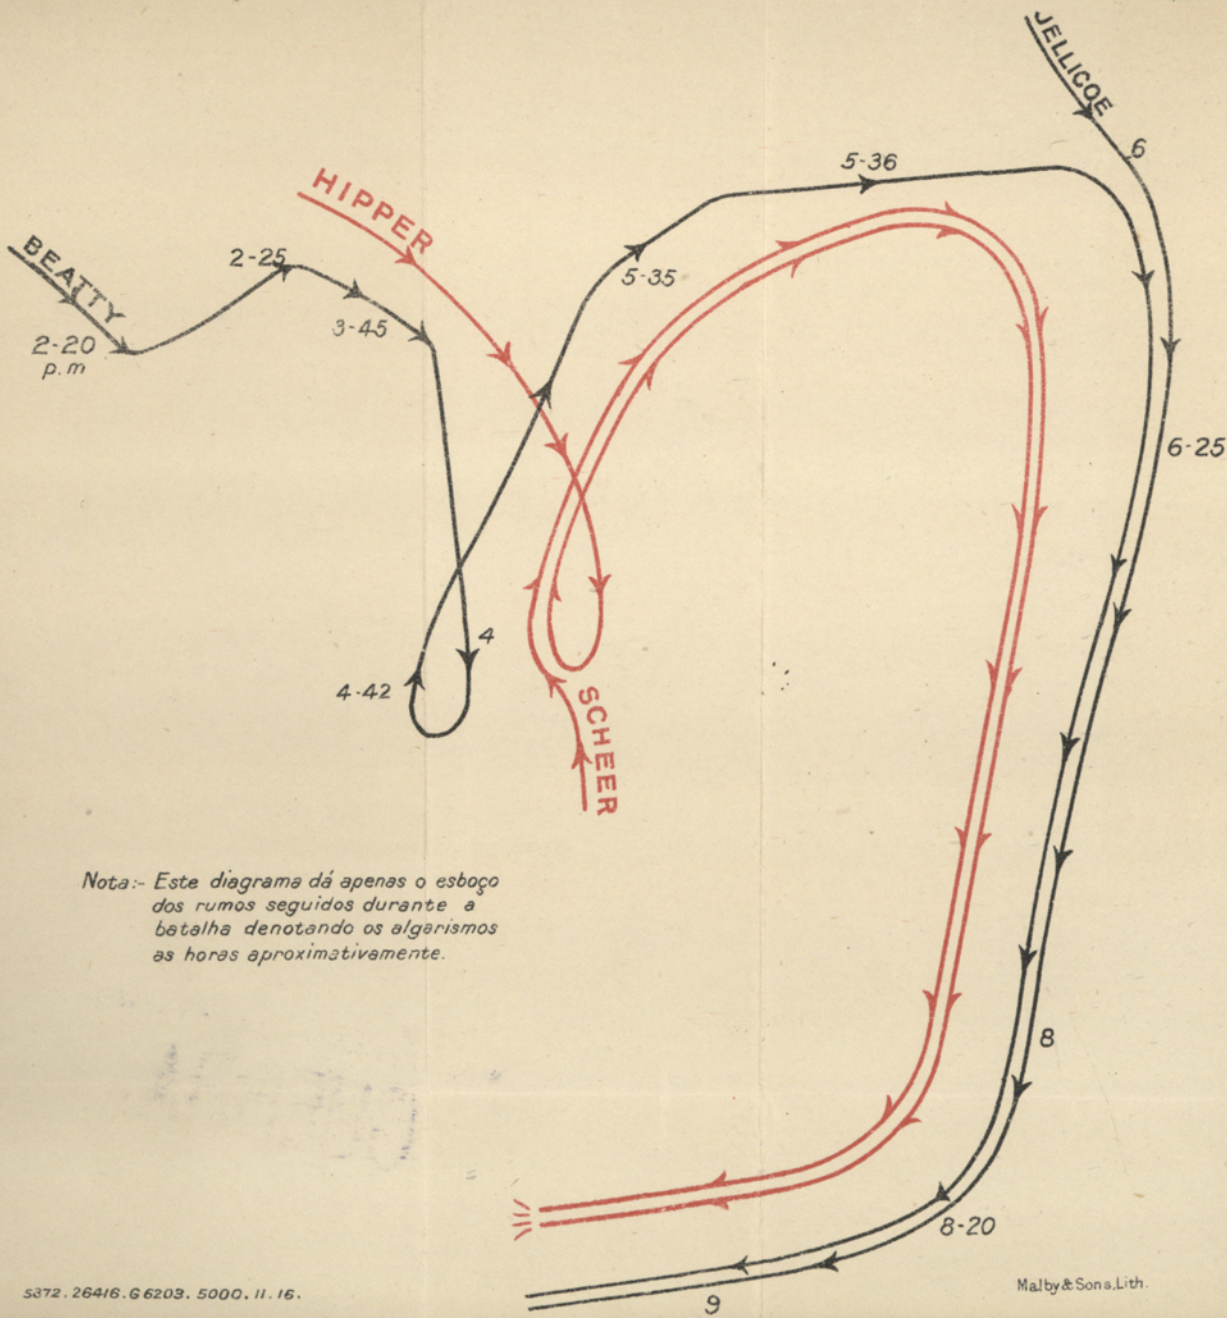 JELLICOE
6
5-36
HIPPER
BEATTY
2-25
5-35
3-45
2-20
p.m
6-25
4
4-42
SCHEER
Nota:- Este diagrama dá apenas o esboço
dos rumos seguidos durante a
batalha denotando os algarismos
as horas aproximativamente.
8
8-20
9
5372. 26416. G 6203. 5000. 11. 16.
Malby & Sons, Lith.